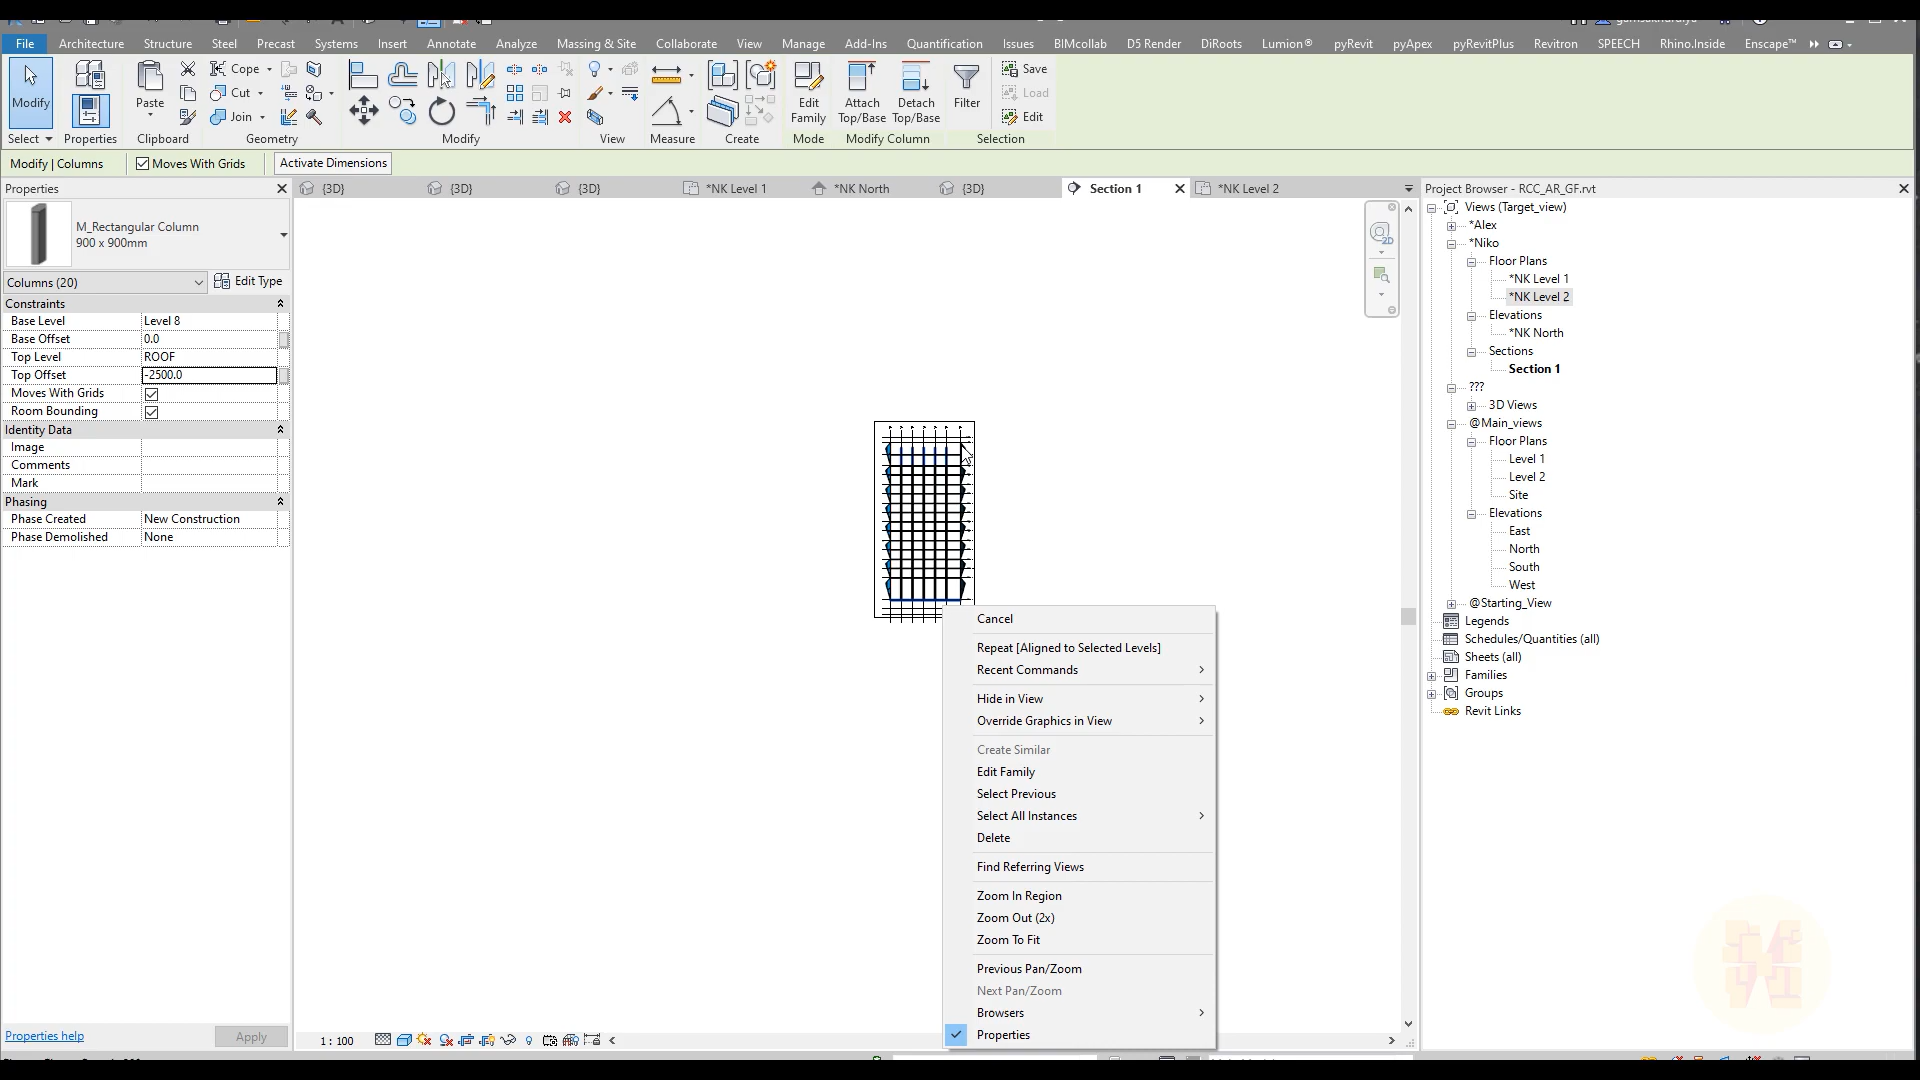 File Architecture Structure Steel Precast Systems Insert Annotate Analyze Massing & Site Collaborate View Manage Add-Ins Quantification Issues BIMcollab D5 Render DiRoots Lumion® pyRevit pyApex pyRevitPlus Revitron SPEECH Rhino.Inside Enscape™
Modify
Paste
Cope
Cut
Join
Edit Family
Attach Top/Base
Detach Top/Base
Filter
Save
Load
Edit
Select Properties Clipboard Geometry Modify View Measure Create Mode Modify Column Selection
Modify | Columns Moves With Grids Activate Dimensions
Properties
M_Rectangular Column
900 x 900mm
Columns (20) Edit Type
Constraints
Base Level Level 8
Base Offset 0.0
Top Level ROOF
Top Offset -2500.0
Moves With Grids
Room Bounding
Identity Data
Image
Comments
Mark
Phasing
Phase Created New Construction
Phase Demolished None
Properties help Apply
{3D} {3D} {3D} *NK Level 1 *NK North {3D} Section 1 *NK Level 2
2D
Cancel
Repeat [Aligned to Selected Levels]
Recent Commands
Hide in View
Override Graphics in View
Create Similar
Edit Family
Select Previous
Select All Instances
Delete
Find Referring Views
Zoom In Region
Zoom Out (2x)
Zoom To Fit
Previous Pan/Zoom
Next Pan/Zoom
Browsers
Properties
1 : 100
Project Browser - RCC_AR_GF.rvt
Views (Target_view)
*Alex
*Niko
Floor Plans
*NK Level 1
*NK Level 2
Elevations
*NK North
Sections
Section 1
???
3D Views
@Main_views
Floor Plans
Level 1
Level 2
Site
Elevations
East
North
South
West
@Starting_View
Legends
Schedules/Quantities (all)
Sheets (all)
Families
Groups
Revit Links